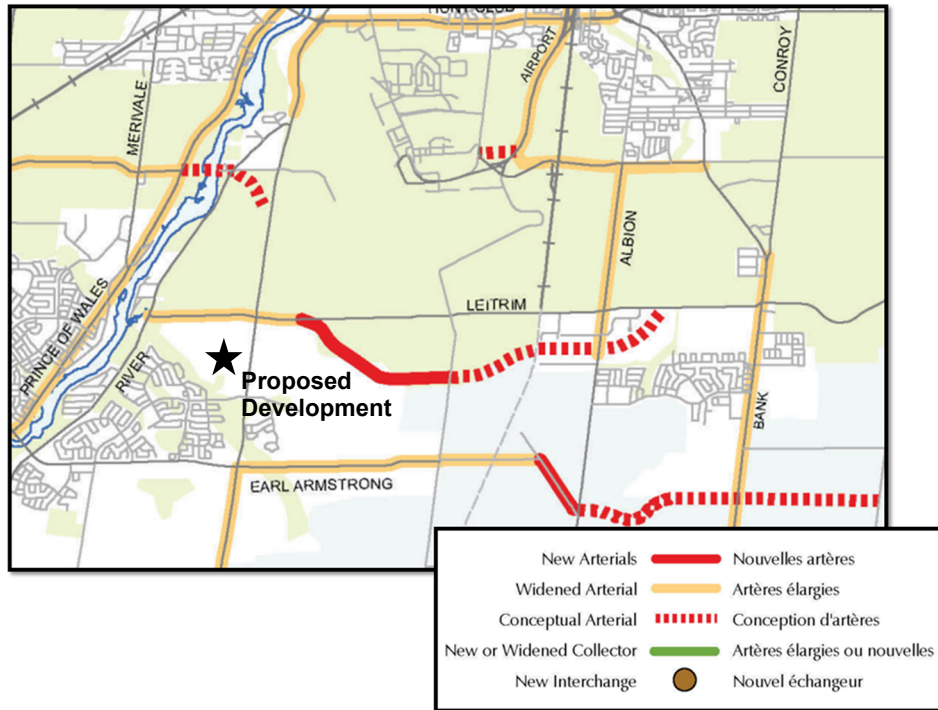 HUNT CLUB
AIRPORT
CONROY
MERIVALE
ALBION
LEITRIM
PRINCE OF WALES
RIVER
Proposed
Development
BANK
EARL ARMSTRONG
New Arterials Nouvelles artères
Widened Arterial Artères élargies
Conceptual Arterial Conception d'artères
New or Widened Collector Artères élargies ou nouvelles
New Interchange Nouvel échangeur